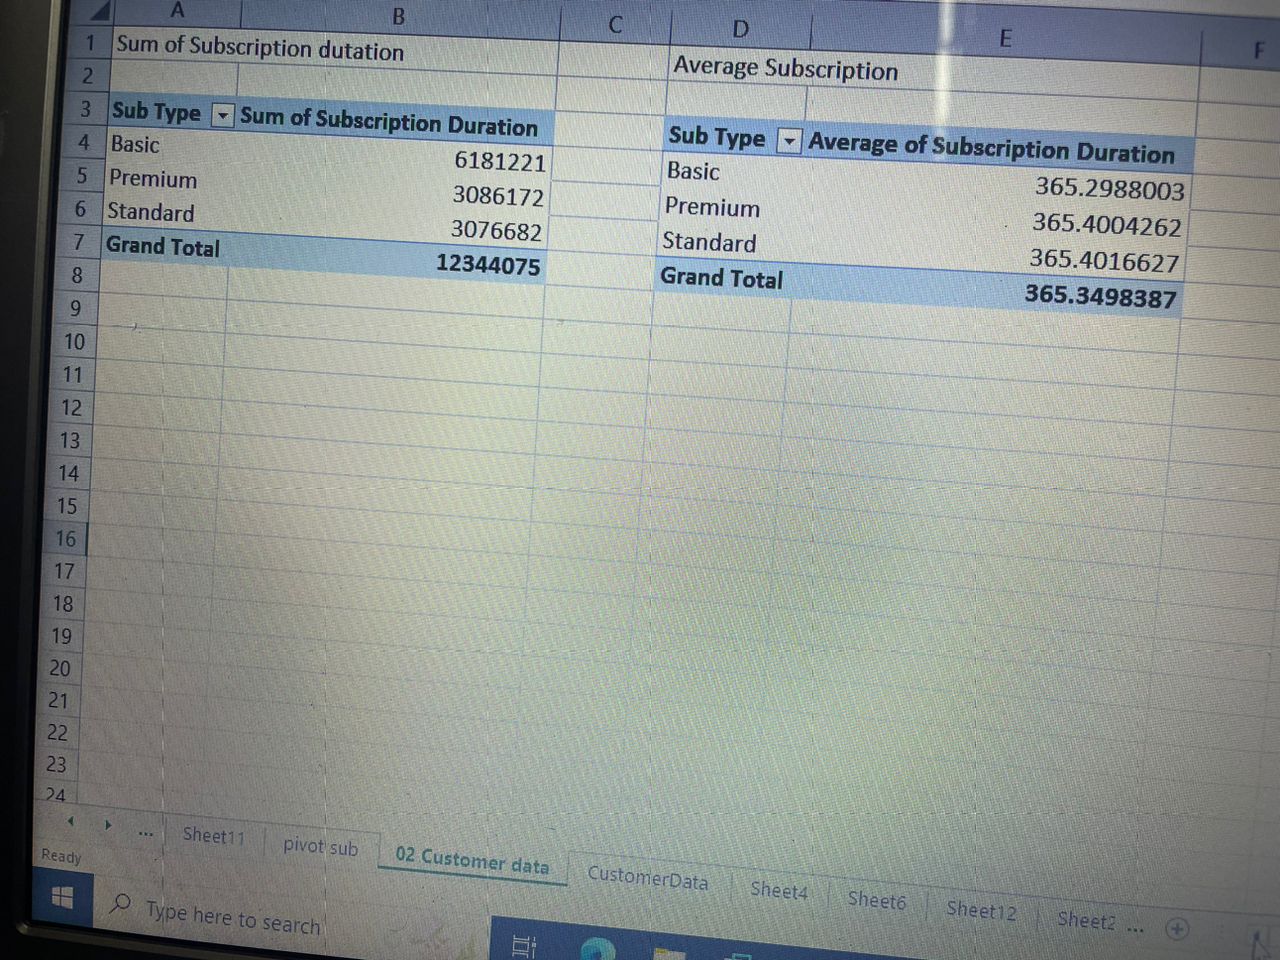 A B C D E F
1 Sum of Subscription dutation Average Subscription
2
3 Sub Type Sum of Subscription Duration Sub Type Average of Subscription Duration
4 Basic 6181221 Basic 365.2988003
5 Premium 3086172 Premium 365.4004262
6 Standard 3076682 Standard 365.4016627
7 Grand Total 12344075 Grand Total 365.3498387
8
9
10
11
12
13
14
15
16
17
18
19
20
21
22
23
24
... Sheet11 pivot sub 02 Customer data CustomerData Sheet4 Sheet6 Sheet12 Sheet2 ...
Ready
Type here to search